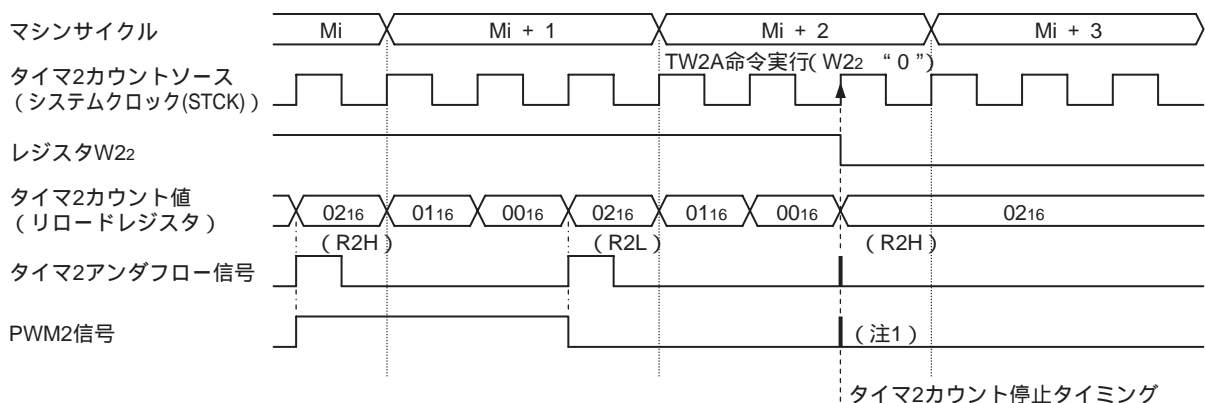 マシンサイクル Mi Mi + 1 Mi + 2 Mi + 3
TW2A命令実行( W22 “ 0 ” )
タイマ2カウントソース
( システムクロック(STCK) )
レジスタW22
タイマ2カウント値
( リロードレジスタ )
0216 0116 0016 0216 0116 0016 0216
( R2H ) ( R2L ) ( R2H )
タイマ2アンダフロー信号
PWM2信号 ( 注1 )
タイマ2カウント停止タイミング